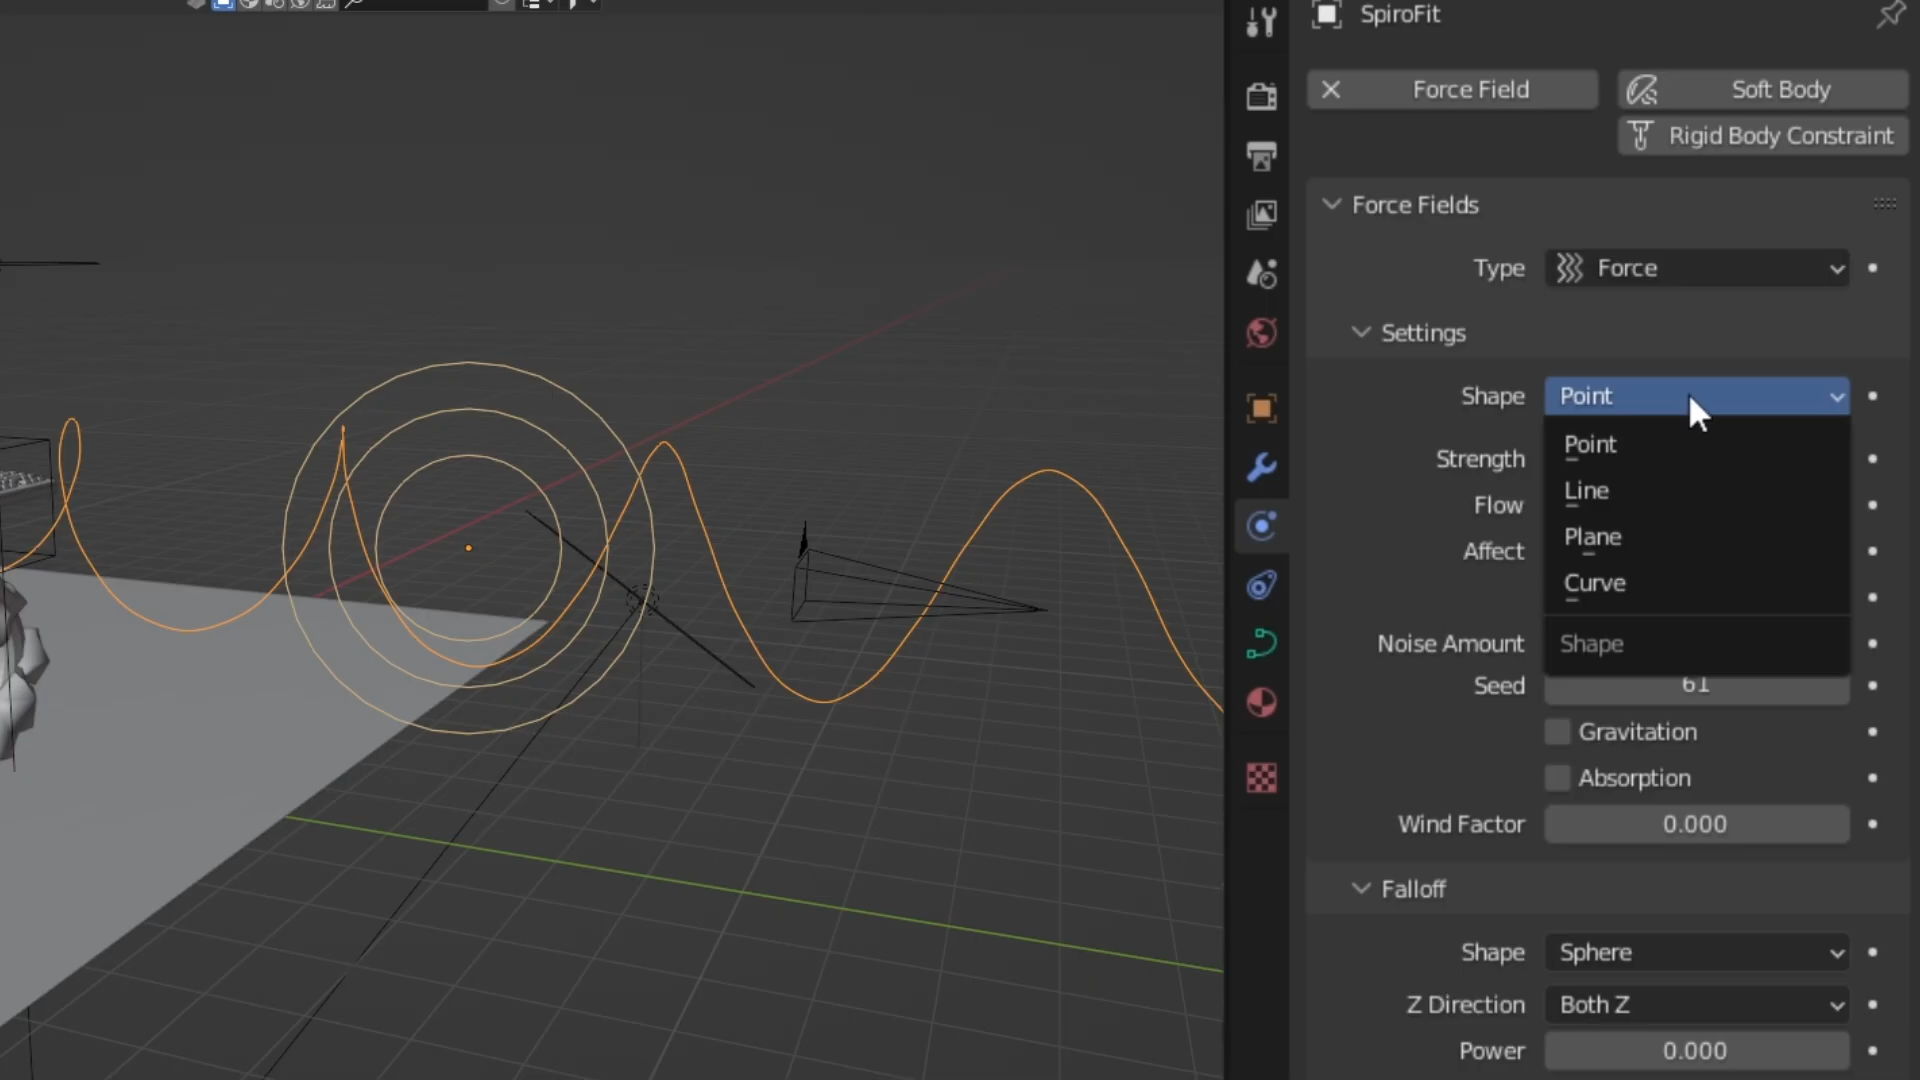 SpiroFit
Force Field
Soft Body
Rigid Body Constraint
Force Fields
Type Force
Settings
Shape Point
Point
Strength
Line
Flow
Plane
Affect
Curve
Noise Amount Shape
Seed 61
Gravitation
Absorption
Wind Factor 0.000
Falloff
Shape Sphere
Z Direction Both Z
Power 0.000